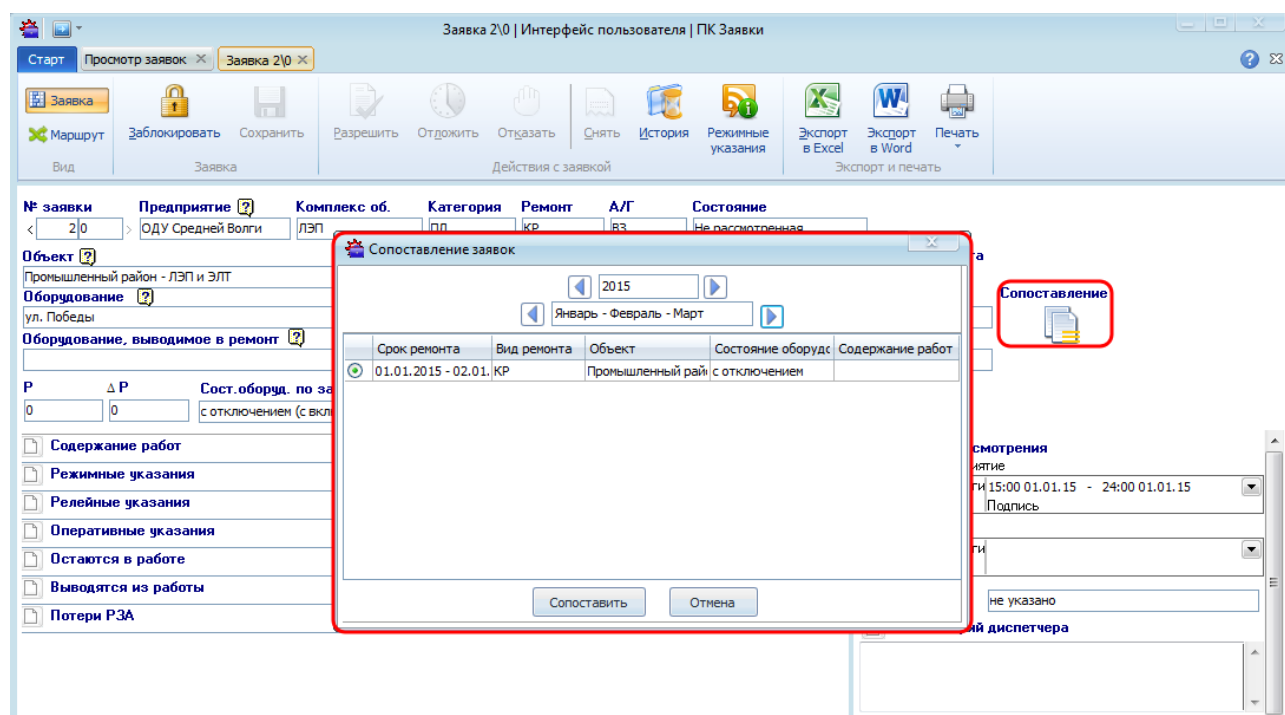 Заявка 2\0 | Интерфейс пользователя | ПК Заявки
Старт Просмотр заявок Заявка 2\0
Заявка
Маршрут
Заблокировать Сохранить
Разрешить Отложить Отказать Снять История Режимные указания
Экспорт в Excel Экспорт в Word Печать
Вид Заявка Действия с заявкой Экспорт и печать
№ заявки Предприятие Комплекс об. Категория Ремонт А/Г Состояние
2 0 ОДУ Средней Волги ЛЭП ПЛ КР ВЗ Не рассмотренная
Объект
Промышленный район - ЛЭП и ЭЛТ
Оборудование
ул. Победы
Оборудование, выводимое в ремонт
Р Δ Р Сост.оборуд. по за
0 0 с отключением (с вкл
Содержание работ
Режимные указания
Релейные указания
Оперативные указания
Остаются в работе
Выводятся из работы
Потери РЗА
Сопоставление заявок
2015
Январь - Февраль - Март
Срок ремонта Вид ремонта Объект Состояние оборудс Содержание работ
01.01.2015 - 02.01. КР Промышленный рай с отключением
Сопоставить Отмена
Сопоставление
смотрения
иятие
ги 15:00 01.01.15 - 24:00 01.01.15
Подпись
ги
не указано
ий диспетчера